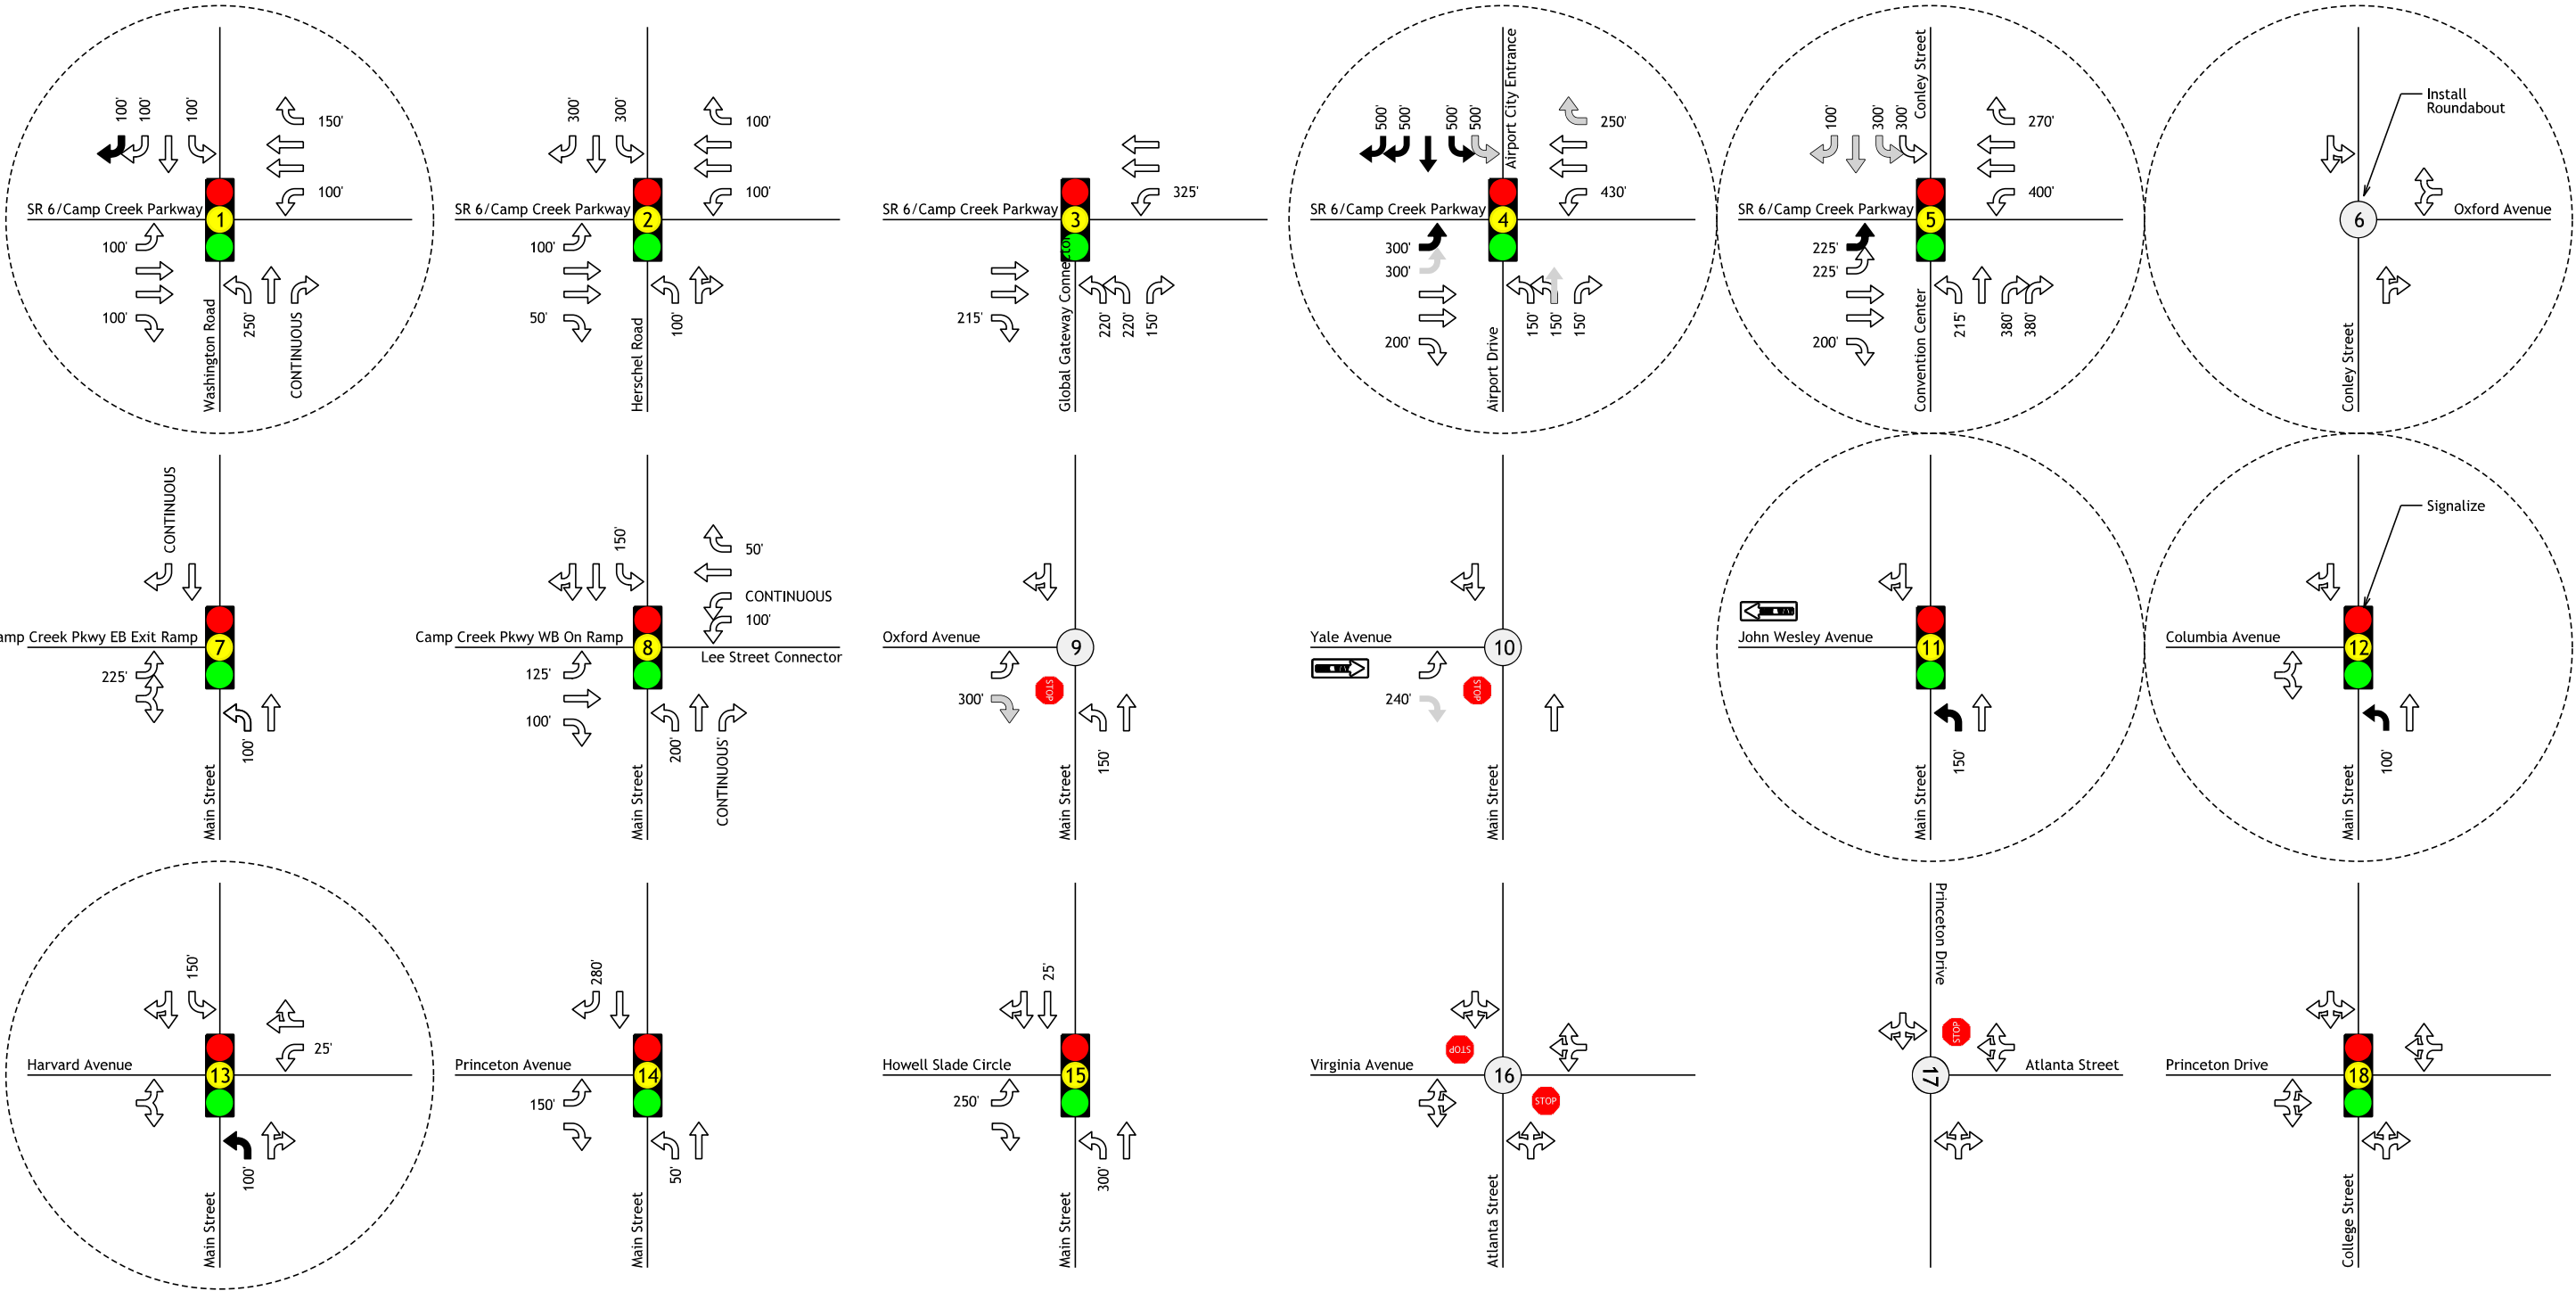 100'
100'
100'
150'
100'
SR 6/Camp Creek Parkway
1
100'
100'
Washington Road
250'
CONTINUOUS
300'
300'
100'
100'
SR 6/Camp Creek Parkway
2
100'
50'
Herschel Road
100'
325'
SR 6/Camp Creek Parkway
3
215'
Global Gateway Connector
220'
220'
150'
500'
500'
500'
500'
Airport City Entrance
250'
430'
SR 6/Camp Creek Parkway
4
300'
300'
200'
Airport Drive
150'
150'
150'
100'
300'
300'
Conley Street
270'
400'
SR 6/Camp Creek Parkway
5
225'
225'
200'
Convention Center
215'
380'
380'
Install
Roundabout
6
Oxford Avenue
Conley Street
CONTINUOUS
amp Creek Pkwy EB Exit Ramp
7
225'
Main Street
100'
150'
50'
CONTINUOUS
100'
Camp Creek Pkwy WB On Ramp
8
Lee Street Connector
125'
100'
Main Street
200'
CONTINUOUS'
Oxford Avenue
9
300'
STOP
Main Street
150'
Yale Avenue
10
240'
STOP
Main Street
John Wesley Avenue
11
Main Street
150'
Signalize
Columbia Avenue
12
Main Street
100'
150'
25'
Harvard Avenue
13
Main Street
100'
280'
Princeton Avenue
14
150'
Main Street
50'
25'
Howell Slade Circle
15
250'
Main Street
300'
STOP
Virginia Avenue
16
STOP
Atlanta Street
Princeton Drive
STOP
17
Atlanta Street
Princeton Drive
18
College Street